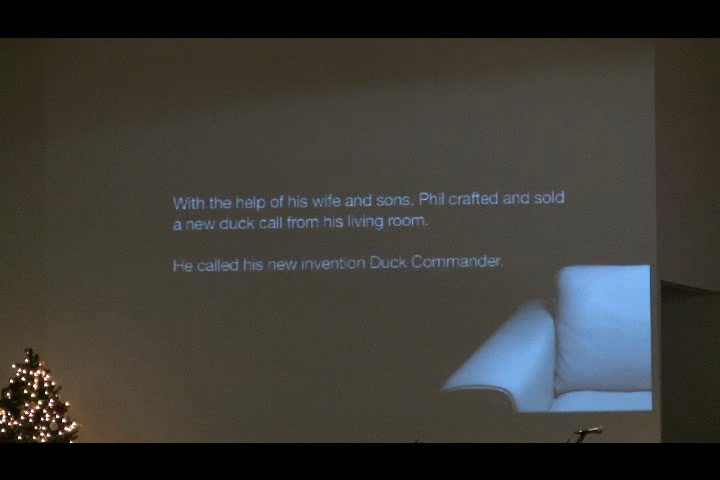 With the help of his wife and sons, Phil crafted and sold
a new duck call from his living room.
He called his new invention Duck Commander.